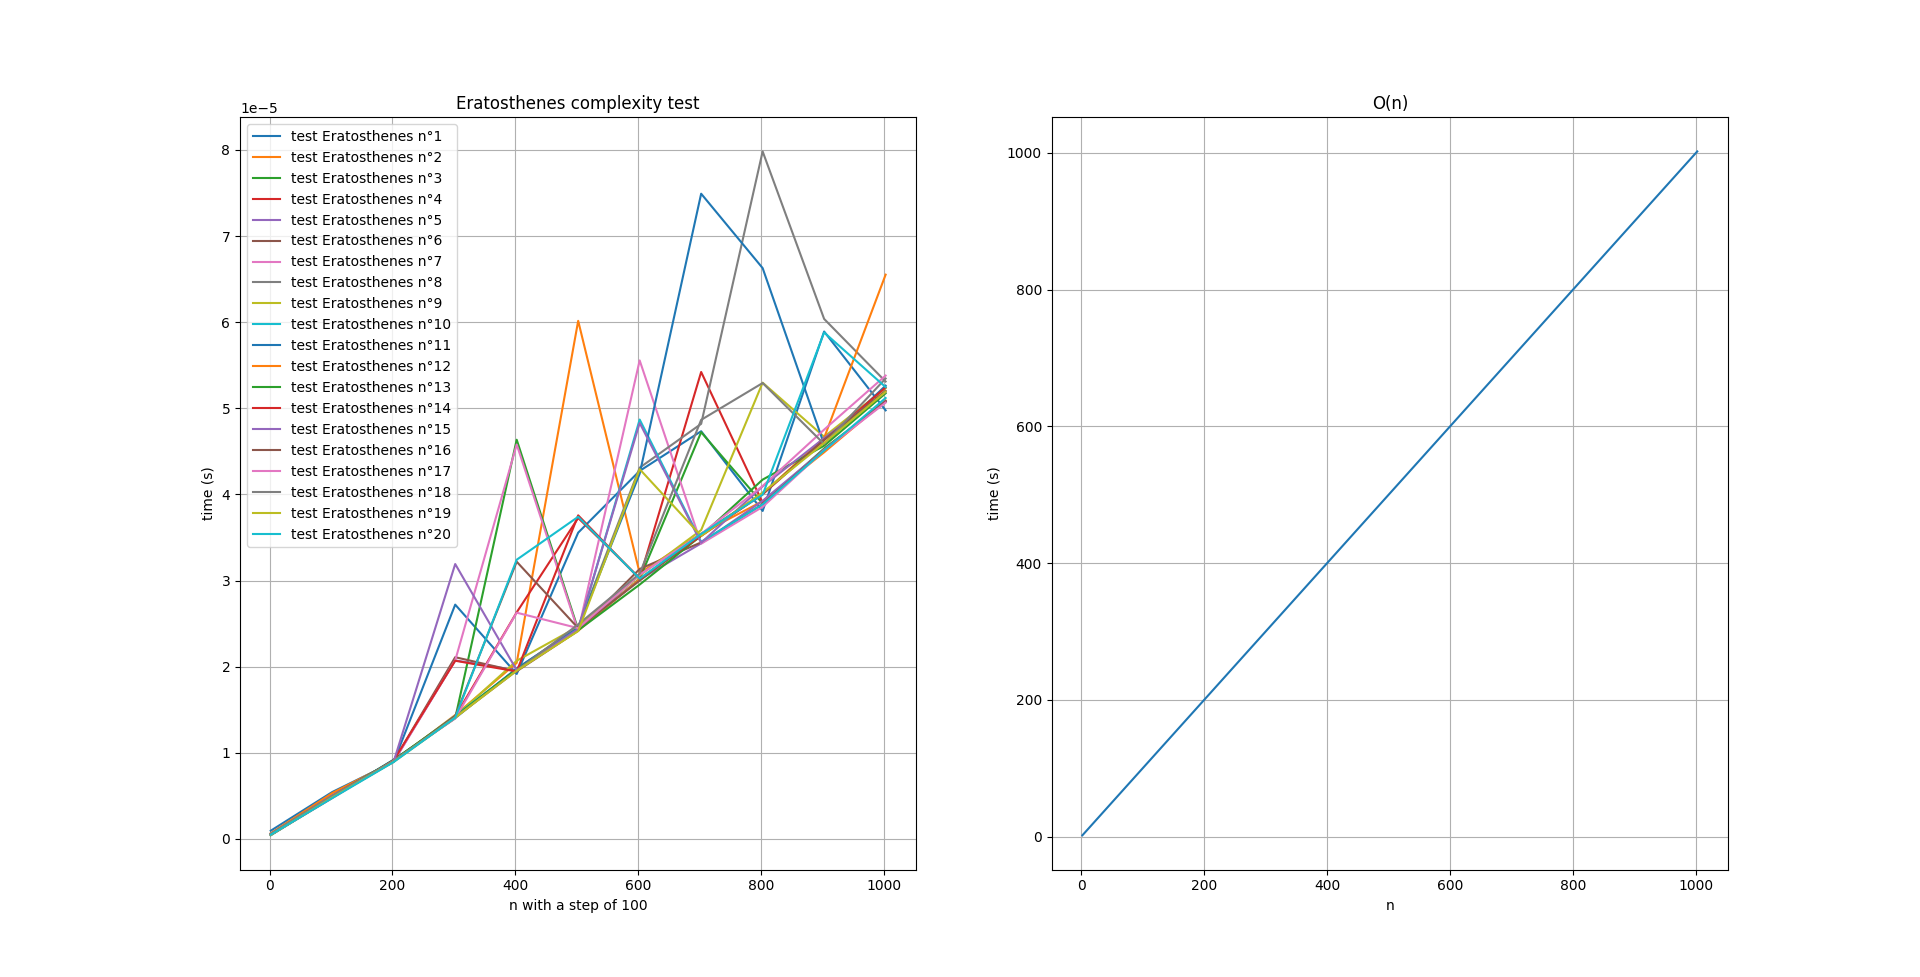 Eratosthenes complexity test
1e−5
8
7
6
5
4
3
2
1
0
time (s)
test Eratosthenes n°1
test Eratosthenes n°2
test Eratosthenes n°3
test Eratosthenes n°4
test Eratosthenes n°5
test Eratosthenes n°6
test Eratosthenes n°7
test Eratosthenes n°8
test Eratosthenes n°9
test Eratosthenes n°10
test Eratosthenes n°11
test Eratosthenes n°12
test Eratosthenes n°13
test Eratosthenes n°14
test Eratosthenes n°15
test Eratosthenes n°16
test Eratosthenes n°17
test Eratosthenes n°18
test Eratosthenes n°19
test Eratosthenes n°20
0 200 400 600 800 1000
n with a step of 100
O(n)
1000
800
600
400
200
0
time (s)
0 200 400 600 800 1000
n